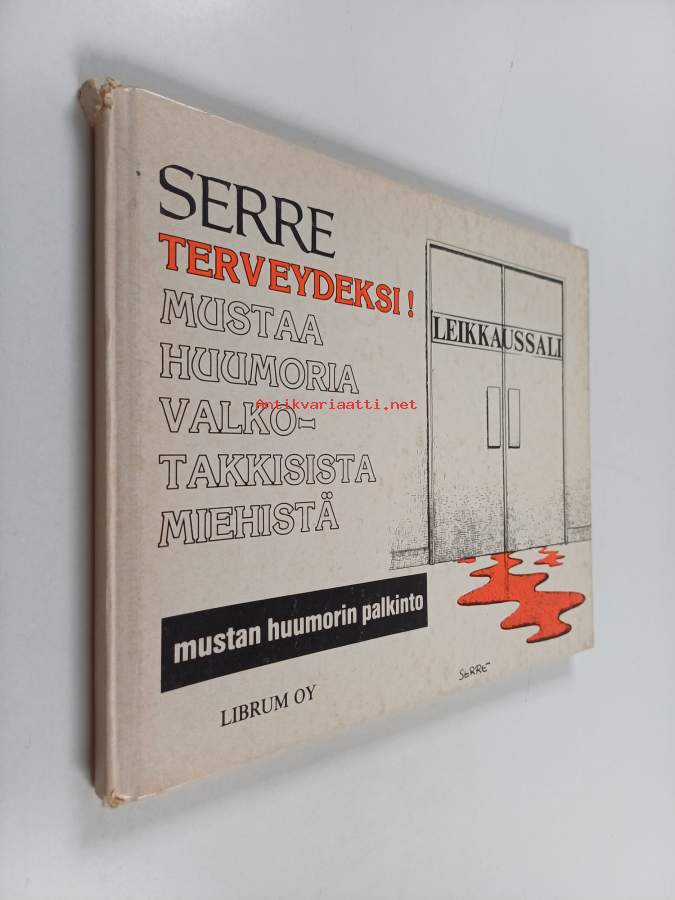 SERRE
TERVEYDEKSI!
MUSTAA
HUUMORIA
VALKO-
TAKKISISTA
MIEHISTÄ
LEIKKAUSSALI
Antikvariaatti.net
mustan huumorin palkinto
SERRE
LIBRUM OY